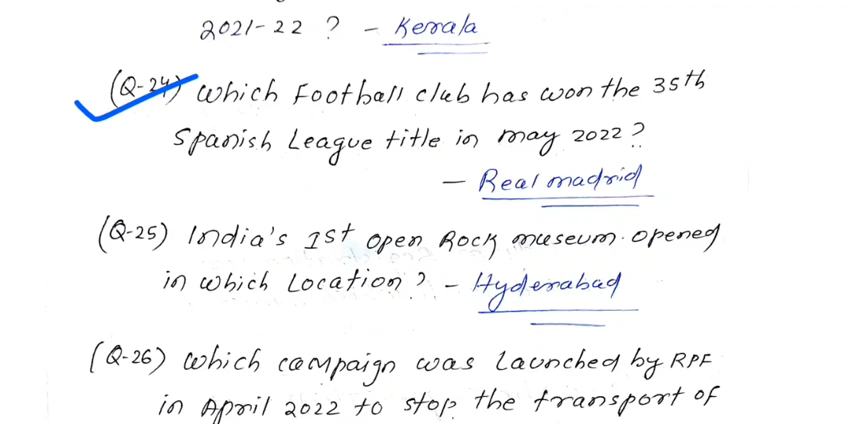 2021-22 ? - Kerala
(Q-24) Which Football club has won the 35th
Spanish League title in may 2022?
- Real madrid
(Q-25) India's 1st open Rock museum opened
in which Location? - Hyderabad
(Q-26) Which campaign was Launched by RPF
in April 2022 to stop the transport of